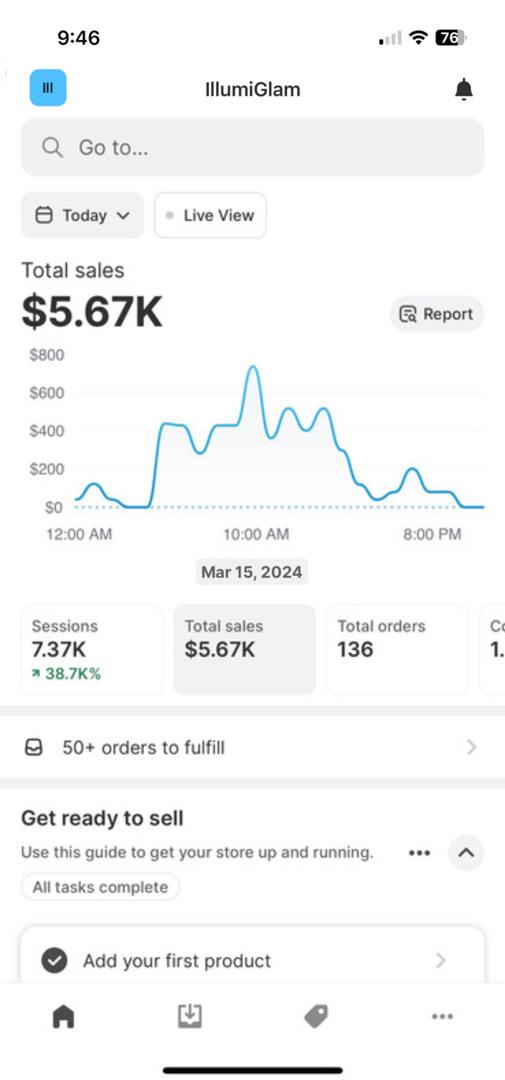 9:46
76
III
IllumiGlam
Go to...
Today
Live View
Total sales
$5.67K
Report
$800
$600
$400
$200
$0
12:00 AM 10:00 AM 8:00 PM
Mar 15, 2024
Sessions
7.37K
38.7K%
Total sales
$5.67K
Total orders
136
Co
1.
50+ orders to fulfill
Get ready to sell
Use this guide to get your store up and running.
All tasks complete
Add your first product